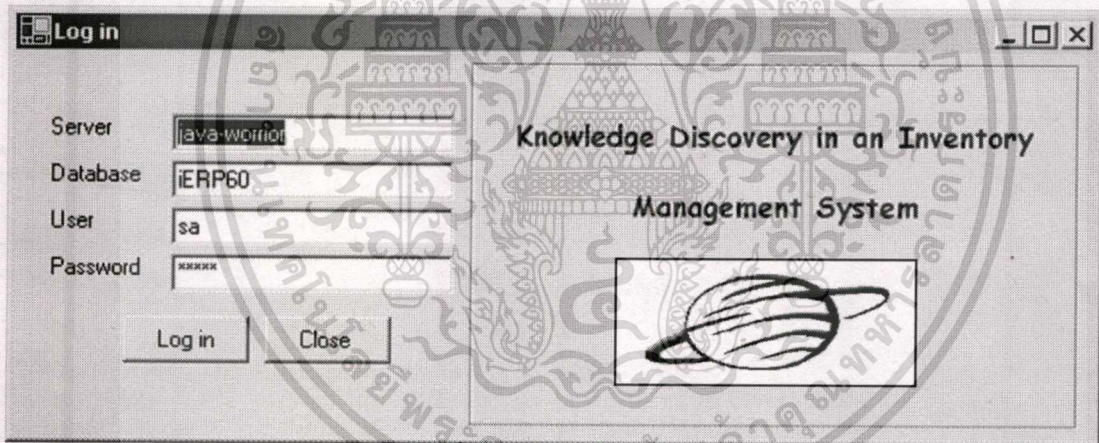 Log in
Server java-worrior
Database iERP60
User sa
Password *****
Log in Close
Knowledge Discovery in an Inventory
Management System